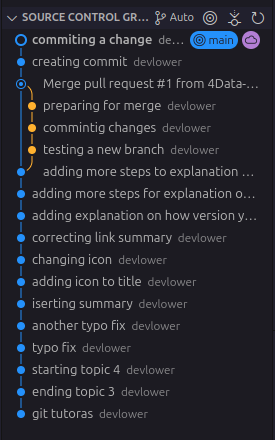 SOURCE CONTROL GR... Auto
commiting a change de... main
creating commit devlower
Merge pull request #1 from 4Data-...
preparing for merge devlower
commintig changes devlower
testing a new branch devlower
adding more steps to explanation ...
adding more steps for explanation o...
adding explanation on how version y...
correcting link summary devlower
changing icon devlower
adding icon to title devlower
iserting summary devlower
another typo fix devlower
typo fix devlower
starting topic 4 devlower
ending topic 3 devlower
git tutoras devlower